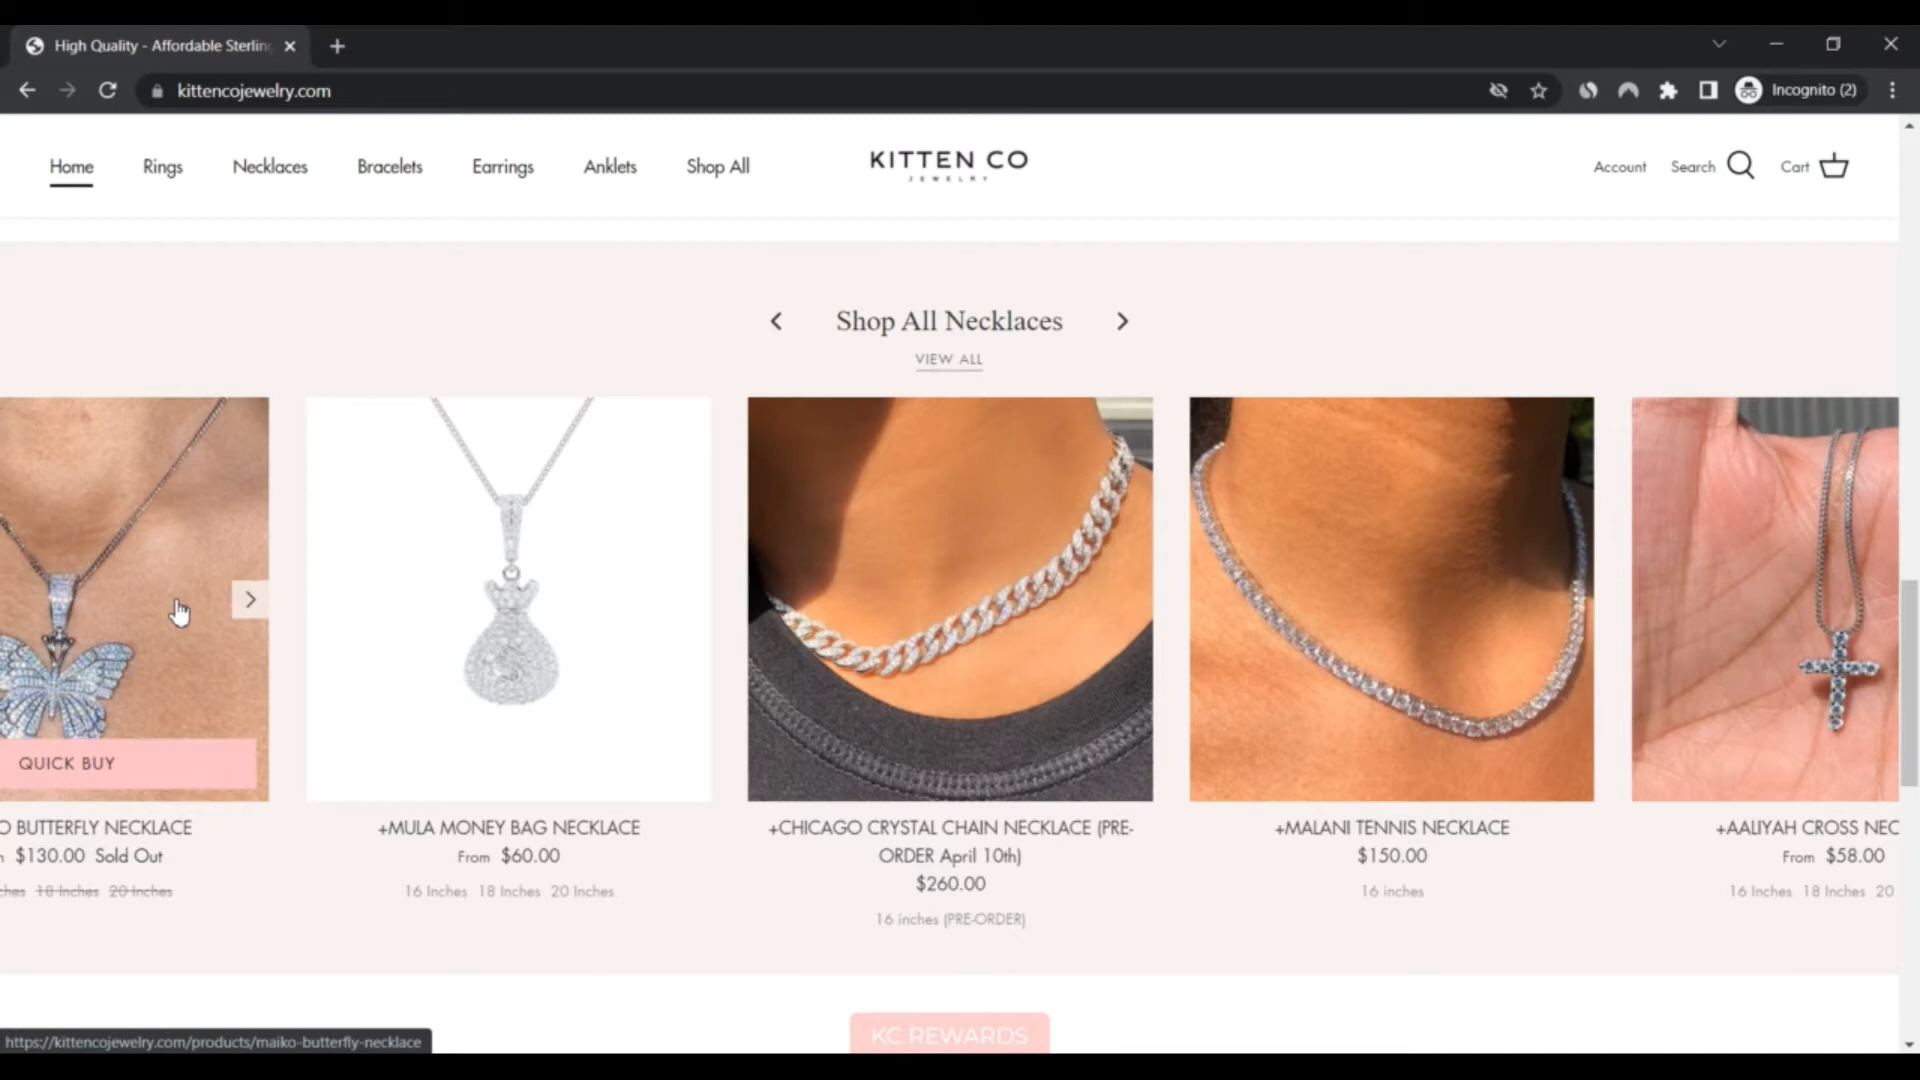 High Quality - Affordable Sterlin
kittencojewelry.com
Incognito (2)
Home
Rings
Necklaces
Bracelets
Earrings
Anklets
Shop All
KITTEN CO
JEWELRY
Account
Search
Cart
Shop All Necklaces
VIEW ALL
QUICK BUY
O BUTTERFLY NECKLACE
$130.00 Sold Out
ches 18 Inches 20 Inches
+MULA MONEY BAG NECKLACE
From $60.00
16 Inches 18 Inches 20 Inches
+CHICAGO CRYSTAL CHAIN NECKLACE (PRE-
ORDER April 10th)
$260.00
16 inches (PRE-ORDER)
+MALANI TENNIS NECKLACE
$150.00
16 inches
+AALIYAH CROSS NEC
From $58.00
16 Inches 18 Inches 20
KC REWARDS
https://kittencojewelry.com/products/maiko-butterfly-necklace